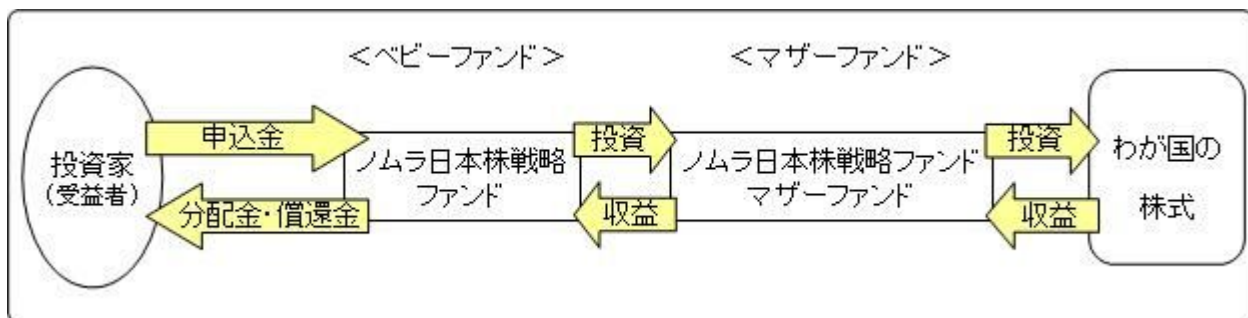 ＜ベビーファンド＞
＜マザーファンド＞
投資家
（受益者）
申込金
分配金・償還金
ノムラ日本株戦略
ファンド
投資
収益
ノムラ日本株戦略ファンド
マザーファンド
投資
収益
わが国の
株式